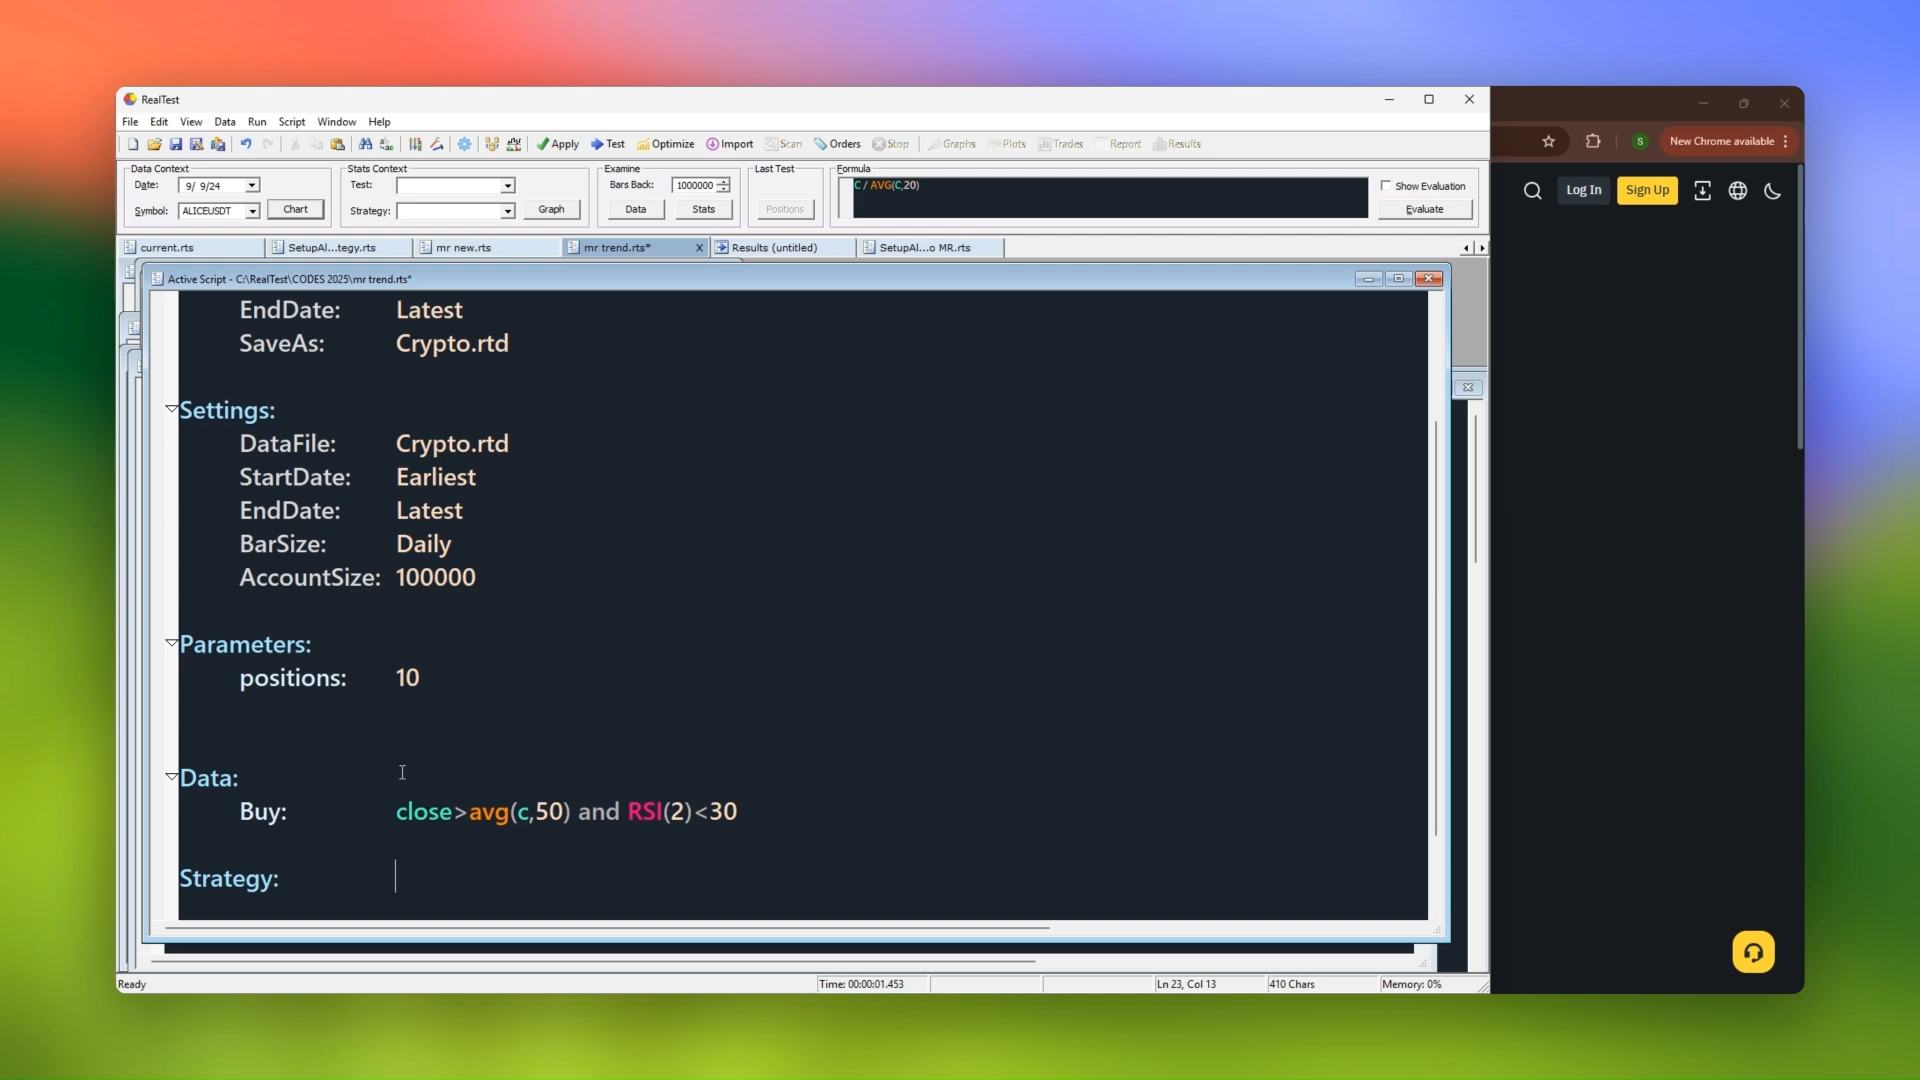 RealTest
File Edit View Data Run Script Window Help
Apply Test Optimize Import Scan Orders Stop Graphs Plots Trades Report Results
New Chrome available
S
Data Context
Date: 9/ 9/24
Symbol: ALICEUSDT Chart
Stats Context
Test:
Strategy: Graph
Examine
Bars Back: 1000000
Data Stats
Last Test
Positions
Formula
C / AVG(C,20)
Show Evaluation
Evaluate
Log In Sign Up
current.rts SetupAl...tegy.rts mr new.rts mr trend.rts* X Results (untitled) SetupAl...o MR.rts
Active Script - C:\RealTest\CODES 2025\mr trend.rts*
EndDate: Latest
SaveAs: Crypto.rtd
Settings:
DataFile: Crypto.rtd
StartDate: Earliest
EndDate: Latest
BarSize: Daily
AccountSize: 100000
Parameters:
positions: 10
Data:
Buy: close>avg(c,50) and RSI(2)<30
Strategy:
Ready Time: 00:00:01.453 Ln 23, Col 13 410 Chars Memory: 0%